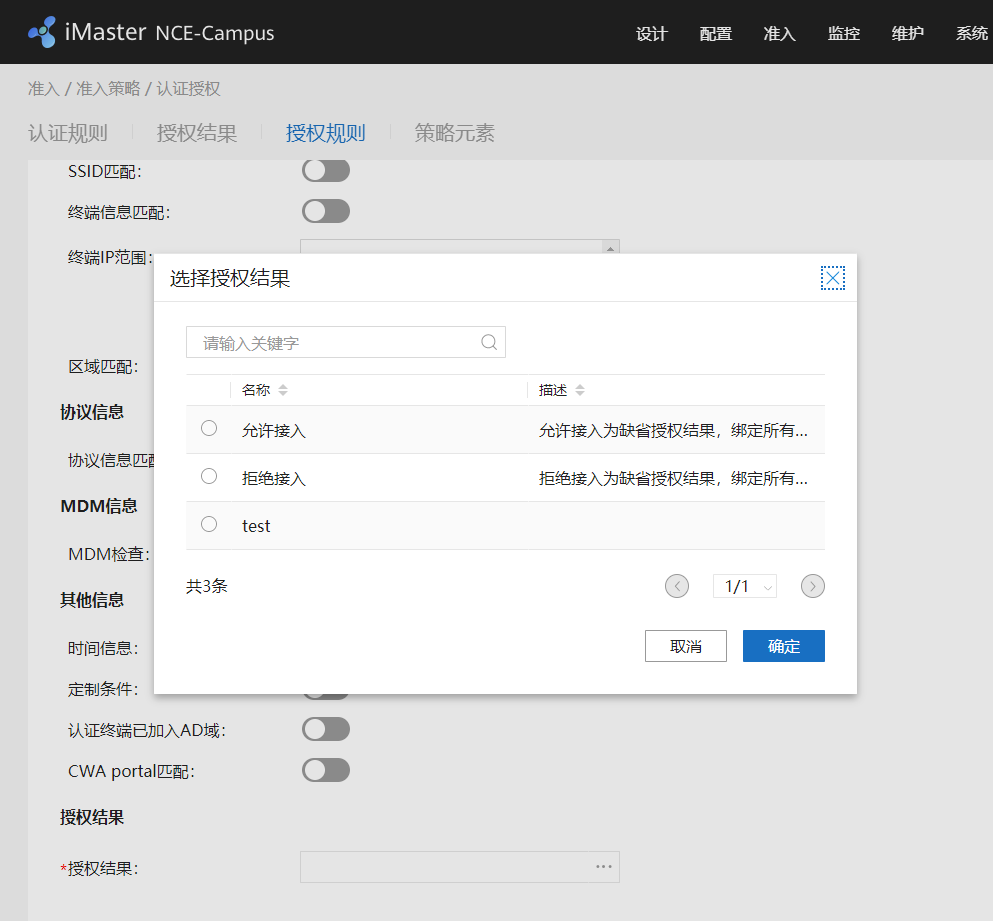 iMaster NCE-Campus
设计 配置 准入 监控 维护 系统
准入 / 准入策略 / 认证授权
认证规则 授权结果 授权规则 策略元素
SSID匹配:
终端信息匹配:
终端IP范围:
选择授权结果
请输入关键字
名称 描述
允许接入 允许接入为缺省授权结果，绑定所有...
拒绝接入 拒绝接入为缺省授权结果，绑定所有...
test
共3条 1/1
取消 确定
区域匹配:
协议信息
协议信息匹配
MDM信息
MDM检查:
其他信息
时间信息:
定制条件:
认证终端已加入AD域:
CWA portal匹配:
授权结果
*授权结果: ...